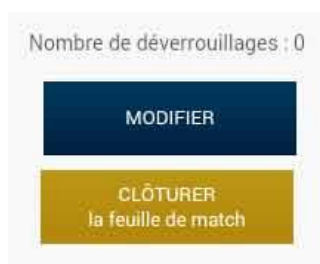 Nombre de déverrouillages : 0
MODIFIER
CLÔTURER
la feuille de match